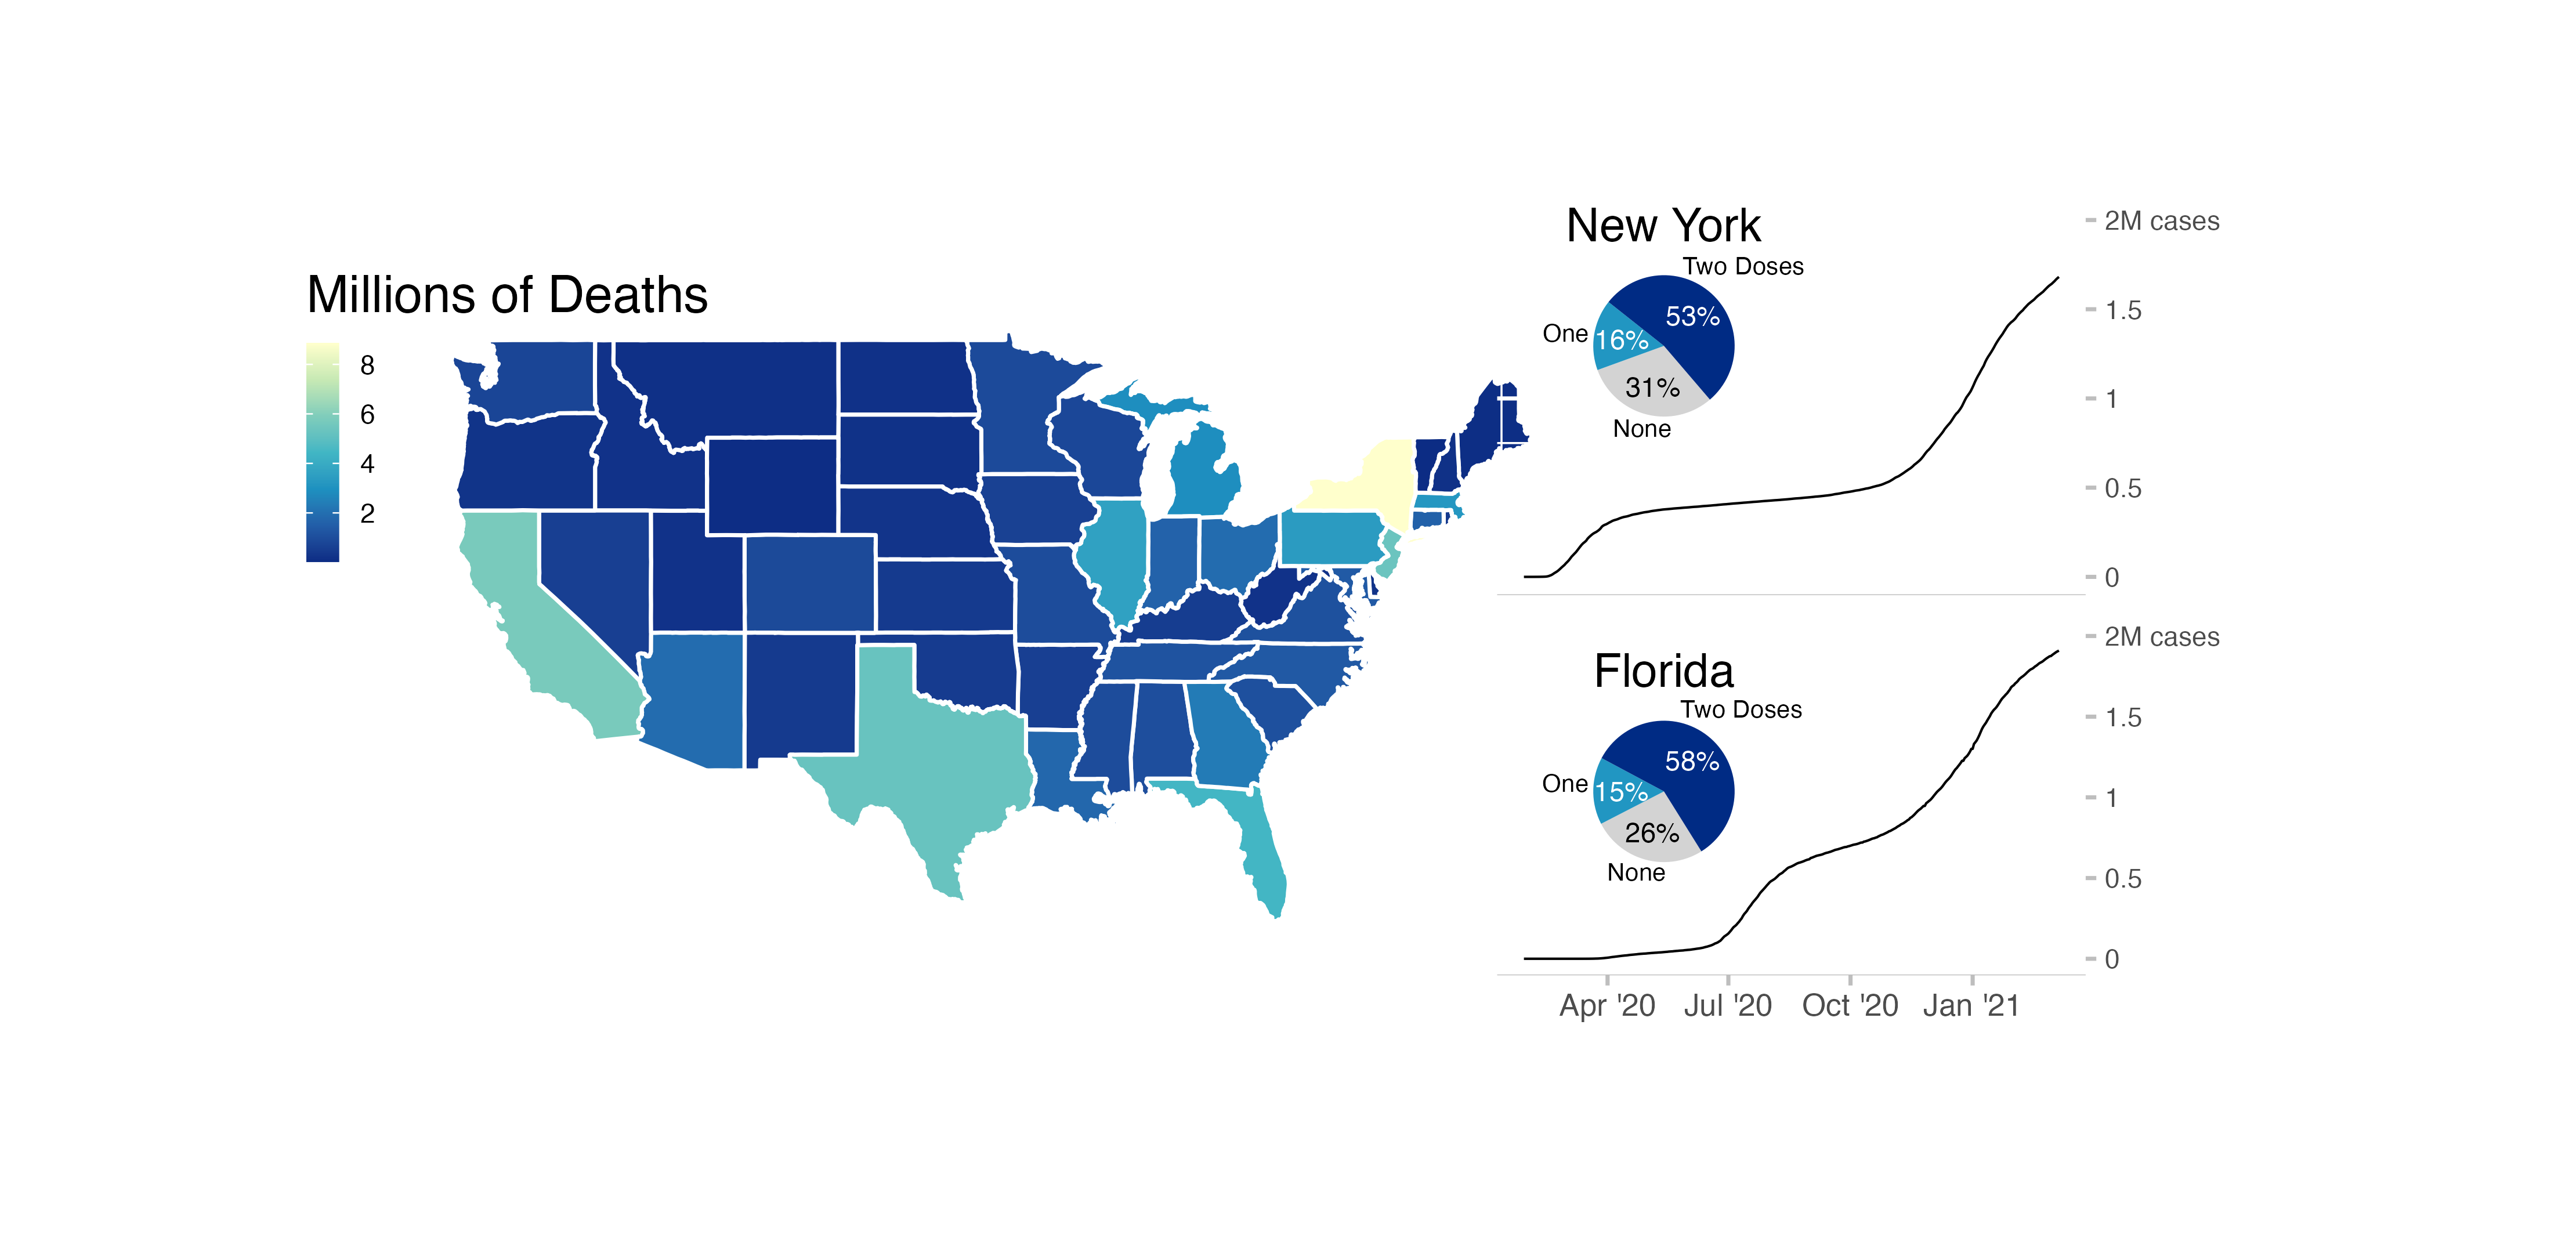 Millions of Deaths
8
6
4
2
New York
Two Doses
53%
One
16%
31%
None
2M cases
1.5
1
0.5
0
Florida
Two Doses
58%
One
15%
26%
None
2M cases
1.5
1
0.5
0
Apr '20 Jul '20 Oct '20 Jan '21